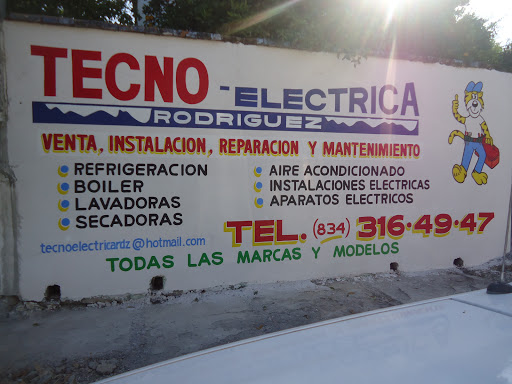 TECNO - ELECTRICA
RODRIGUEZ
VENTA, INSTALACION, REPARACION Y MANTENIMIENTO
REFRIGERACION
BOILER
LAVADORAS
SECADORAS
AIRE ACONDICIONADO
INSTALACIONES ELECTRICAS
APARATOS ELECTRICOS
TEL. (834) 316-49-47
tecnoelectricardz@hotmail.com
TODAS LAS MARCAS Y MODELOS